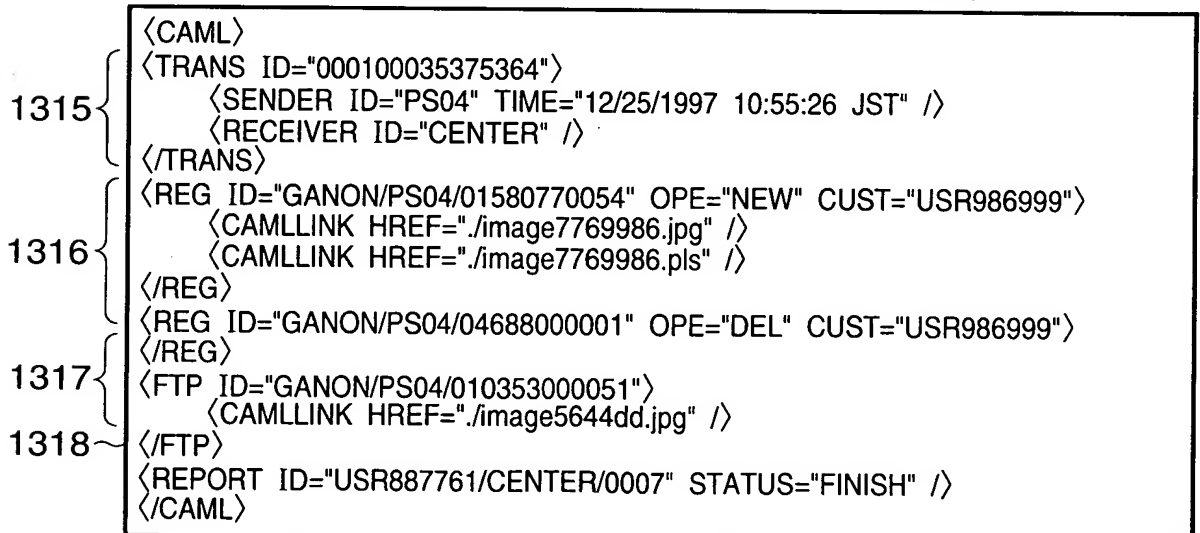 〈CAML〉
1315 〈TRANS ID="000100035375364"〉
〈SENDER ID="PS04" TIME="12/25/1997 10:55:26 JST" /〉
〈RECEIVER ID="CENTER" /〉
〈/TRANS〉
1316 〈REG ID="GANON/PS04/01580770054" OPE="NEW" CUST="USR986999"〉
〈CAMLLINK HREF="./image7769986.jpg" /〉
〈CAMLLINK HREF="./image7769986.pls" /〉
〈/REG〉
〈REG ID="GANON/PS04/04688000001" OPE="DEL" CUST="USR986999"〉
〈/REG〉
1317 〈FTP ID="GANON/PS04/010353000051"〉
〈CAMLLINK HREF="./image5644dd.jpg" /〉
1318 〈/FTP〉
〈REPORT ID="USR887761/CENTER/0007" STATUS="FINISH" /〉
〈/CAML〉